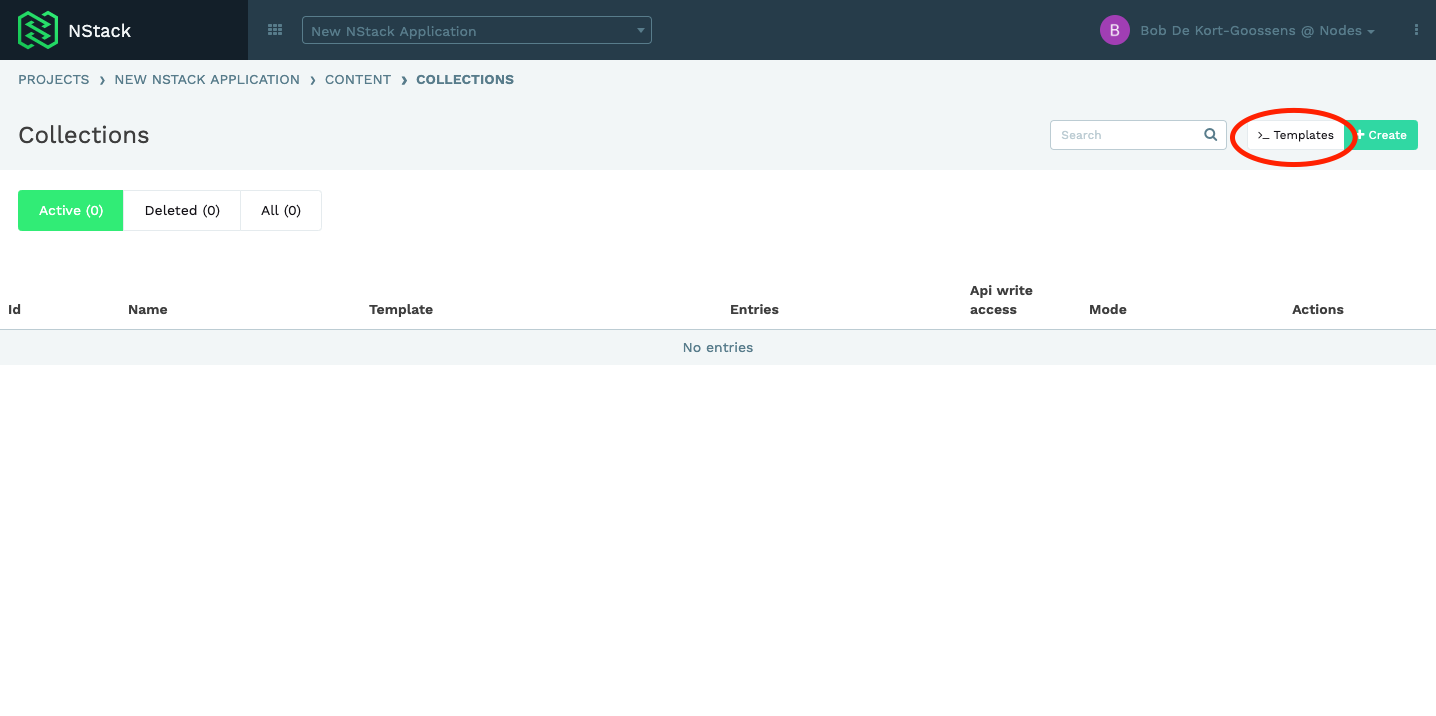 NStack
New NStack Application
B Bob De Kort-Goossens @ Nodes
PROJECTS › NEW NSTACK APPLICATION › CONTENT › COLLECTIONS
Collections
Search
>_ Templates
+ Create
Active (0) Deleted (0) All (0)
Id Name Template Entries Api write access Mode Actions
No entries